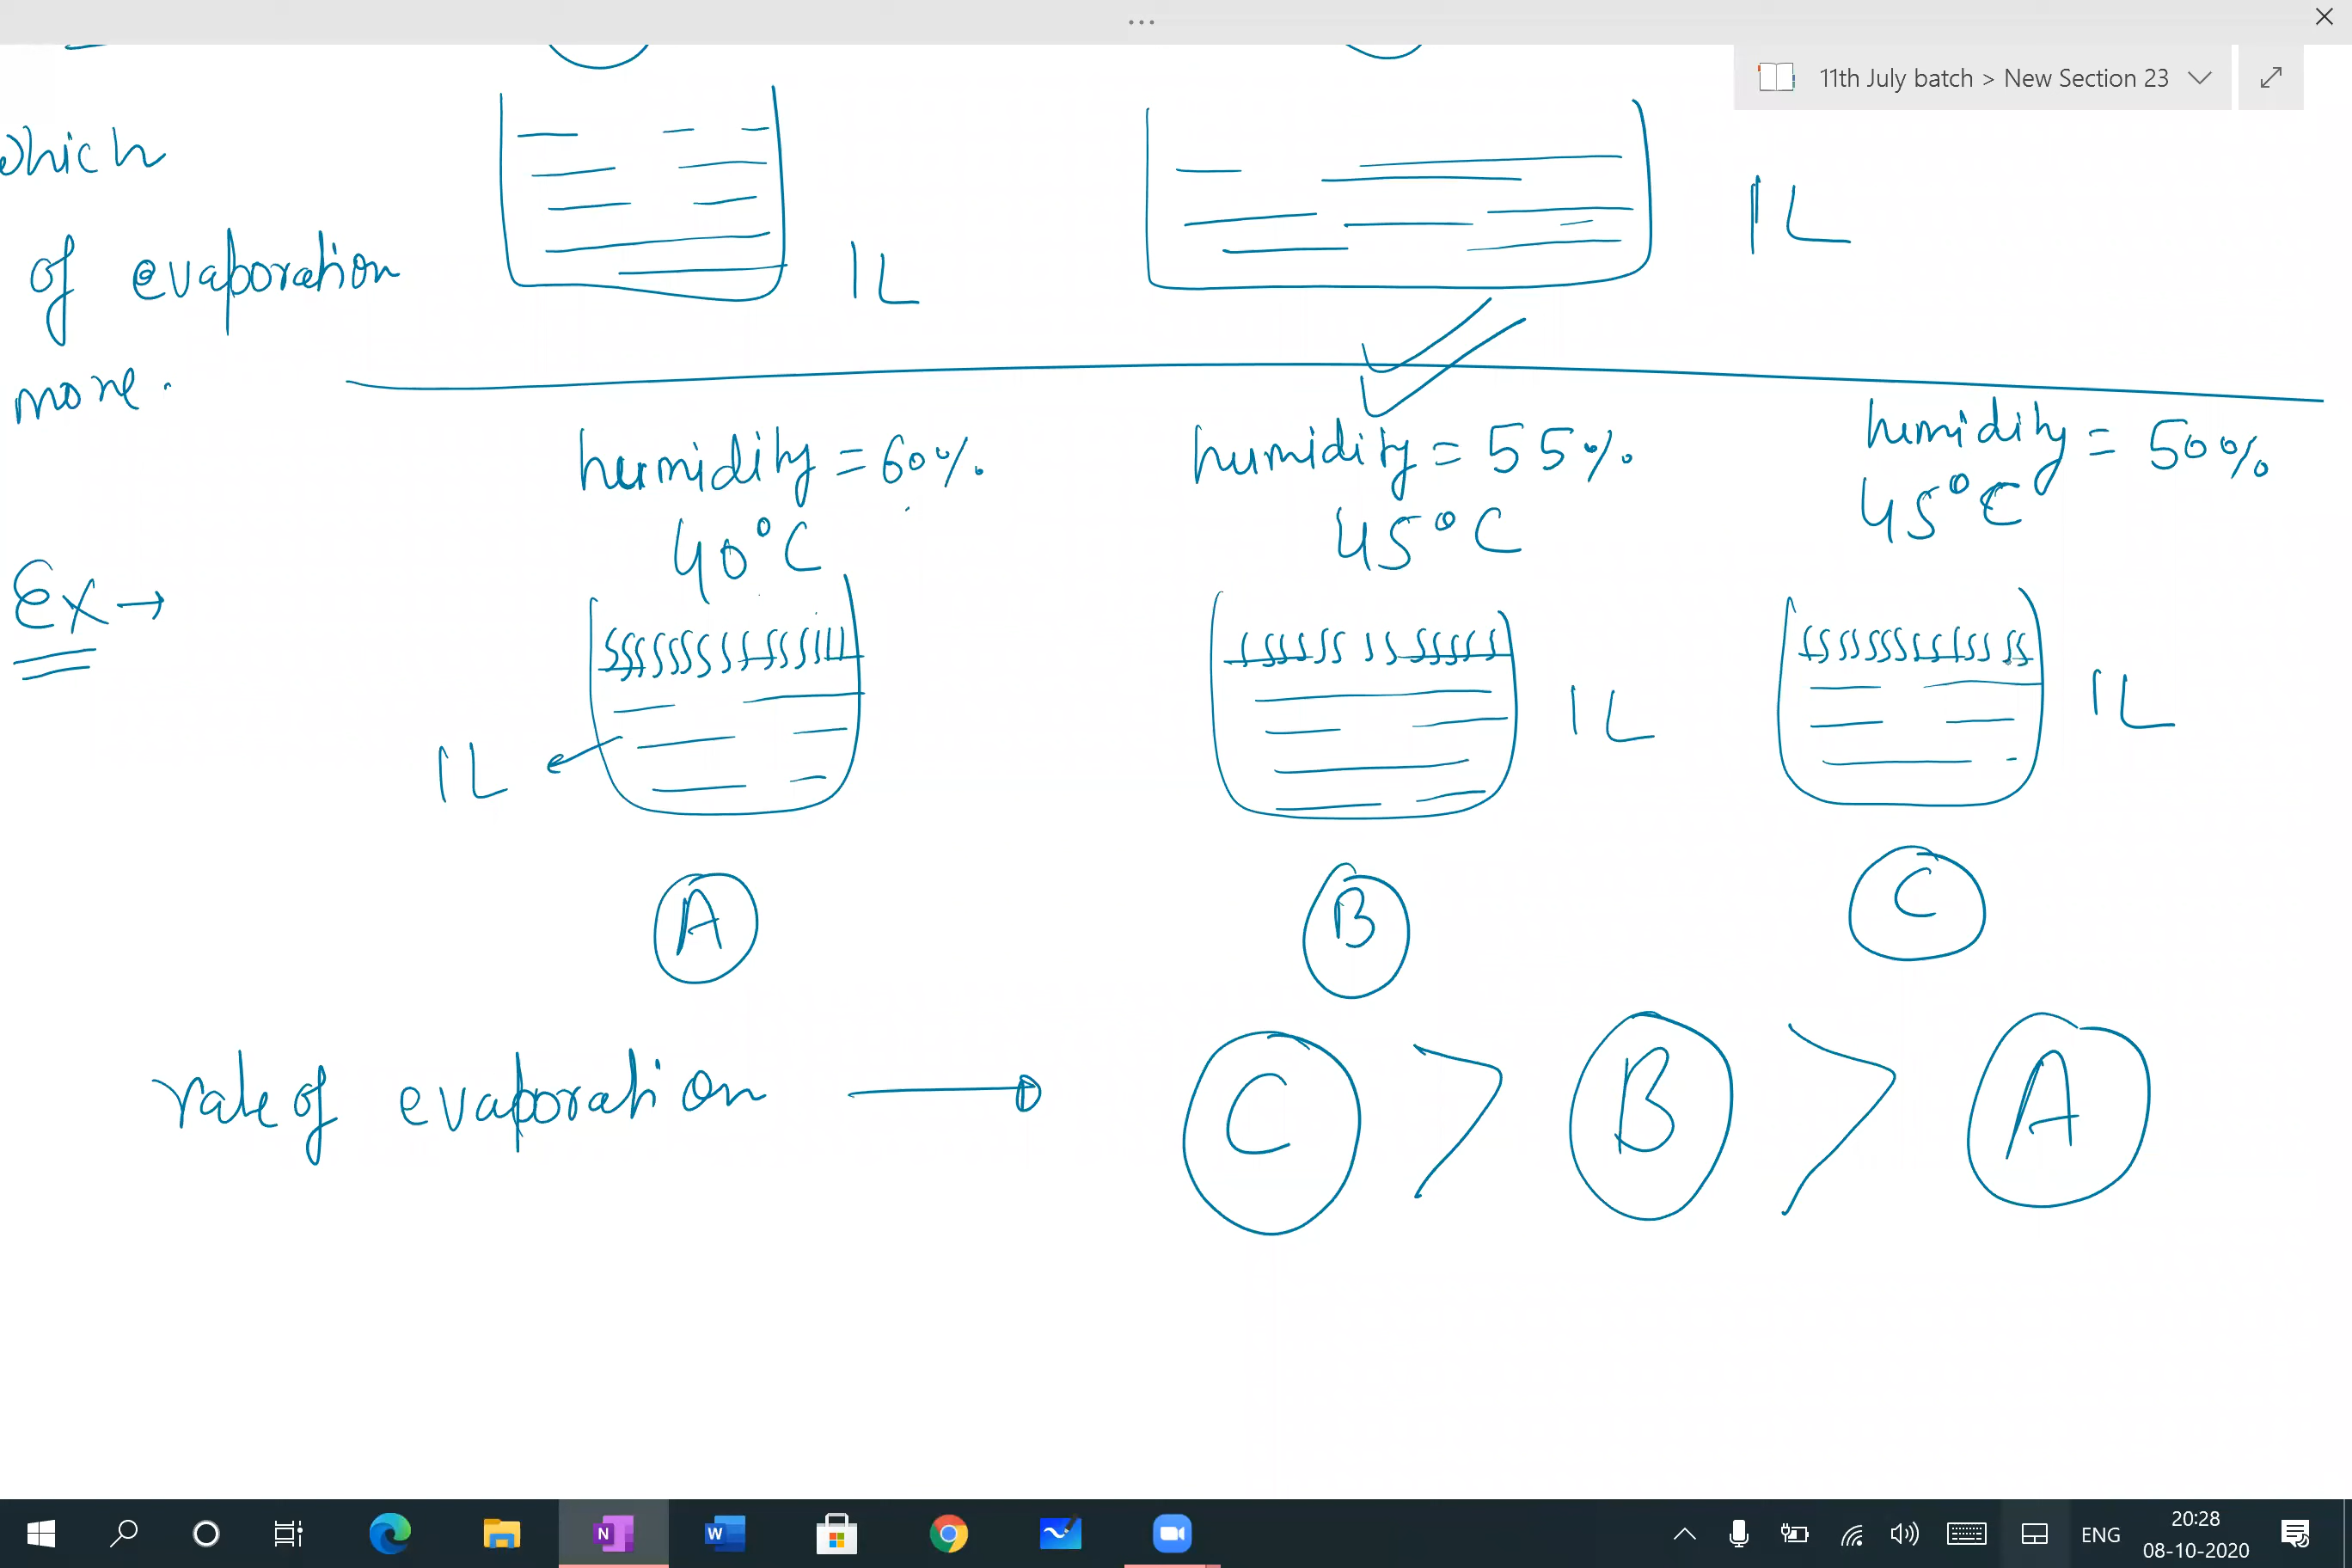 ...
11th July batch > New Section 23
which
of evaporation
more.
1L
1L
humidity = 60%
40°C
humidity = 55%
45°C
humidity = 50%
45°C
Ex →
1L
1L
1L
A
B
C
rate of evaporation → C > B > A
N
W
ENG
20:28
08-10-2020